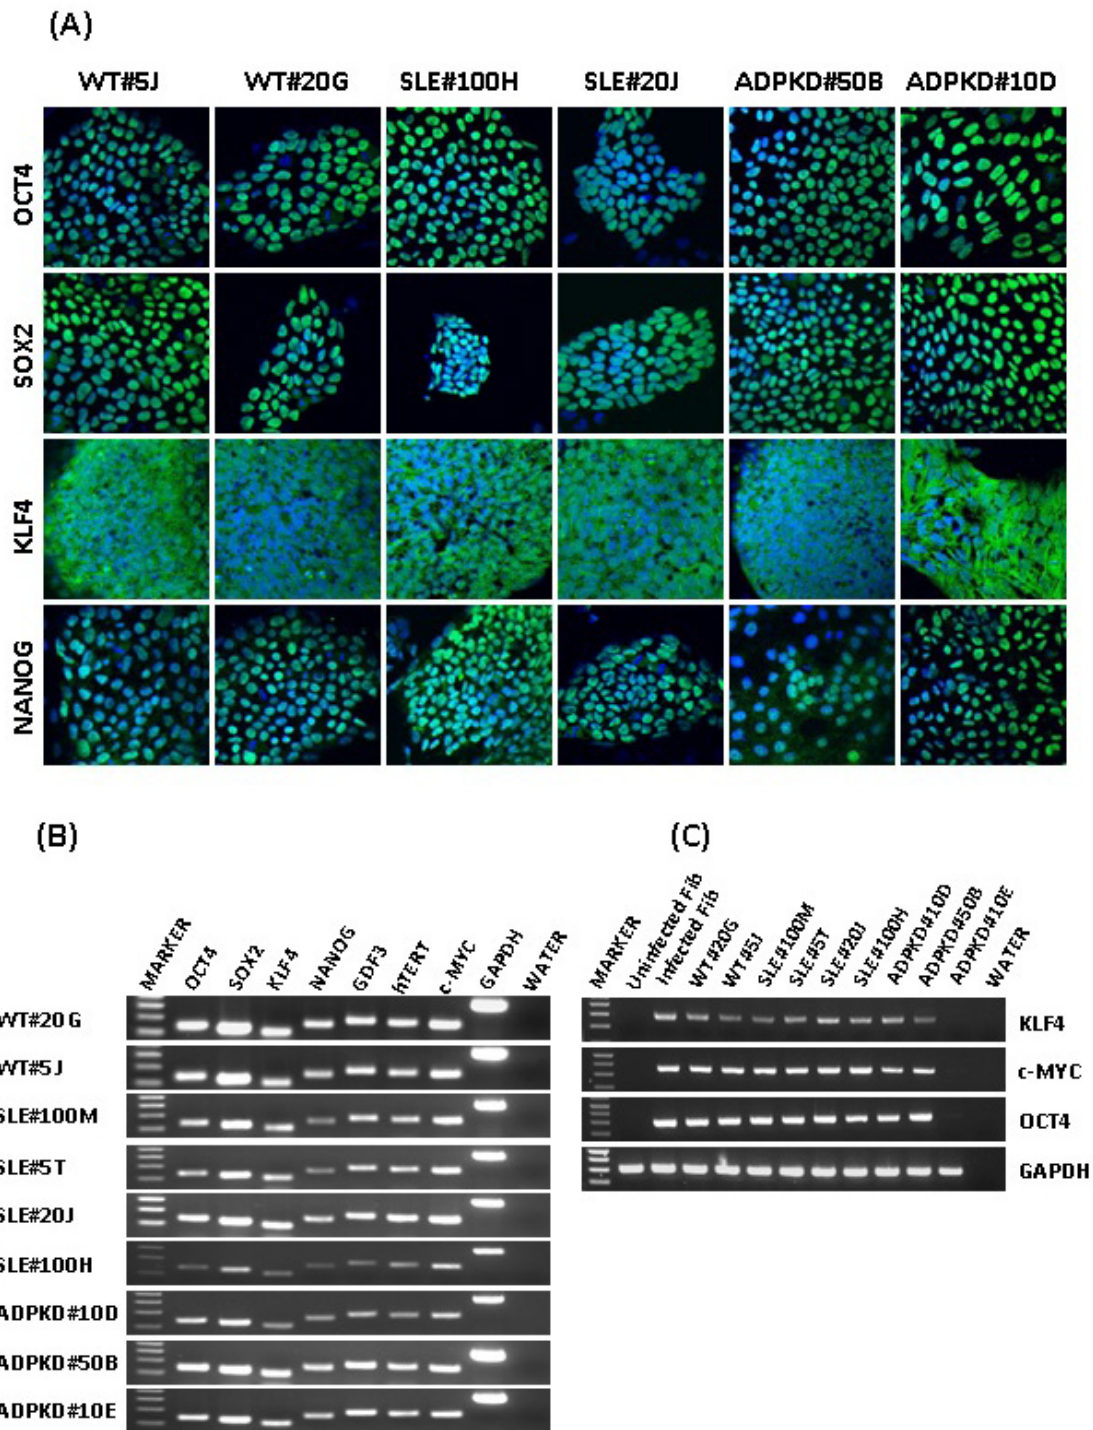 (A)
WT#5J WT#20G SLE#100H SLE#20J ADPKD#50B ADPKD#10D
OCT4
SOX2
KLF4
NANOG
(B)
MARKER OCT4 SOX2 KLF4 NANOG GDF3 hTERT c-MYC GAPDH WATER
WT#20G
WT#5J
SLE#100M
SLE#5T
SLE#20J
SLE#100H
ADPKD#10D
ADPKD#50B
ADPKD#10E
(C)
MARKER Uninfected Fib Infected Fib WT#20G WT#5J SLE#100M SLE#5T SLE#20J SLE#100H ADPKD#10D ADPKD#50B ADPKD#10E WATER
KLF4
c-MYC
OCT4
GAPDH